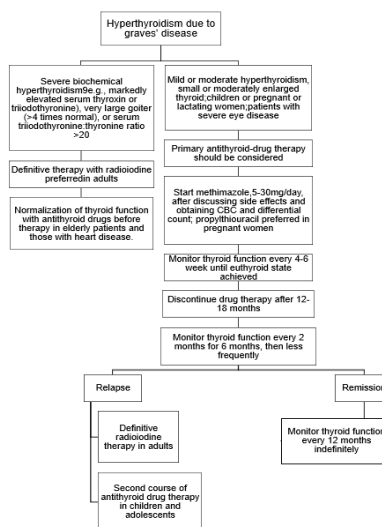 Hyperthyroidism due to
graves' disease
Severe biochemical
hyperthyroidism9e.g., markedly
elevated serum thyroxin or
triiodothyronine), very large goiter
(>4 times normal), or serum
triiodothyronine:thyronine ratio
>20
Definitive therapy with radioiodine
preferredin adults
Normalization of thyroid function
with antithyroid drugs before
therapy in elderly patients and
those with heart disease.
Mild or moderate hyperthyroidism,
small or moderately enlarged
thyroid;children or pregnant or
lactating women;patients with
severe eye disease
Primary antithyroid-drug therapy
should be considered
Start methimazole,5-30mg/day,
after discussing side effects and
obtaining CBC and differential
count; propylthiouracil preferred in
pregnant women
Monitor thyroid function every 4-6
week until euthyroid state
achieved
Discontinue drug therapy after 12-
18 months
Monitor thyroid function every 2
months for 6 months, then less
frequently
Relapse
Definitive
radioiodine
therapy in adults
Second course of
antithyroid drug therapy
in children and
adolescents
Remission
Monitor thyroid function
every 12 months
indefinitely